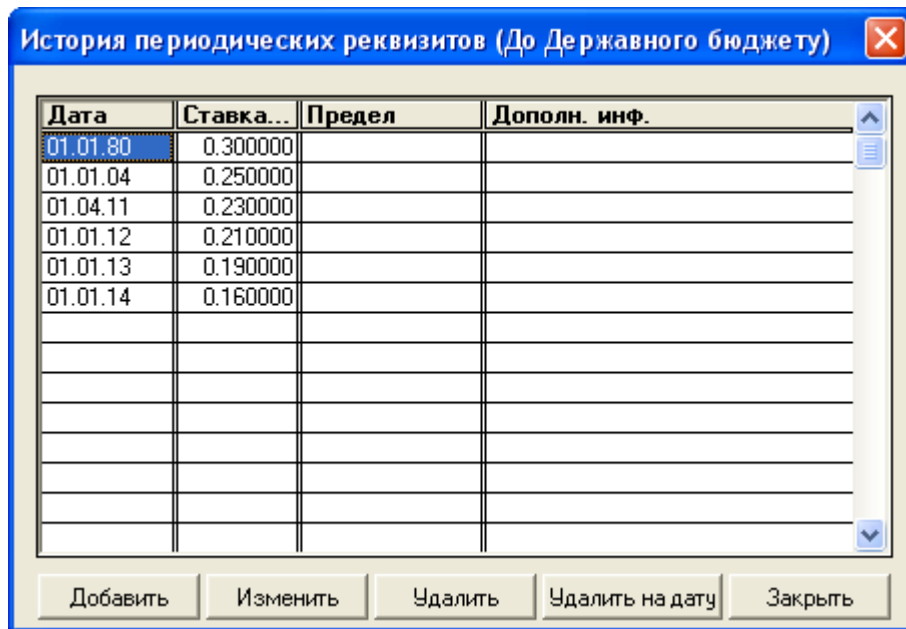 История периодических реквизитов (До Державного бюджету)
Дата Ставка... Предел Дополн. инф.
01.01.80 0.300000
01.01.04 0.250000
01.04.11 0.230000
01.01.12 0.210000
01.01.13 0.190000
01.01.14 0.160000
Добавить Изменить Удалить Удалить на дату Закрыть